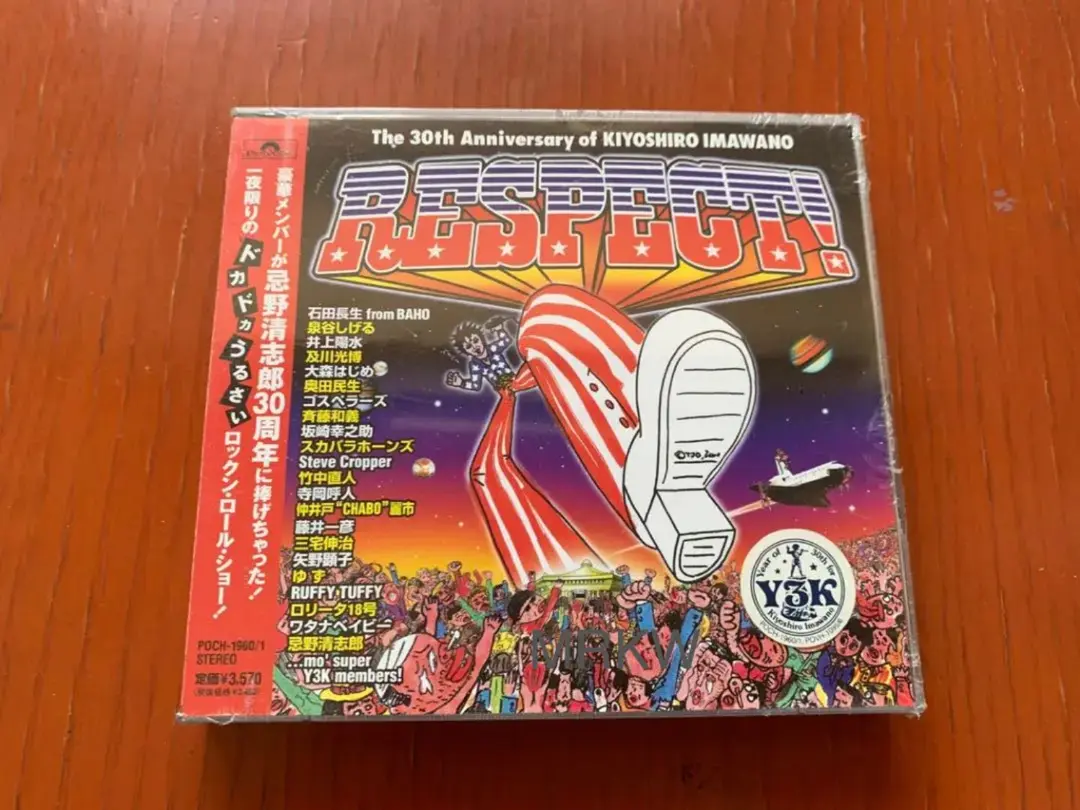 The 30th Anniversary of KIYOSHIRO IMAWANO
RESPECT!
豪華メンバーが忌野清志郎30周年に捧げちゃった!
一夜限りのドカドカうるさいロックン・ロール・ショー!
石田長生 from BAHO
泉谷しげる
井上陽水
及川光博
大森はじめ
奥田民生
ゴスペラーズ
斉藤和義
坂崎幸之助
スカパラホーンズ
Steve Cropper
竹中直人
寺岡呼人
仲井戸"CHABO"麗市
藤井一彦
三宅伸治
矢野顕子
ゆず
RUFFY TUFFY
ロリータ18号
ワタナベイビー
忌野清志郎
...mo' super
Y3K members!
POCH-1960/1
STEREO
定価¥3,570
Year of 30th for
Y3K
Kiyoshiro Imawano
MRKW